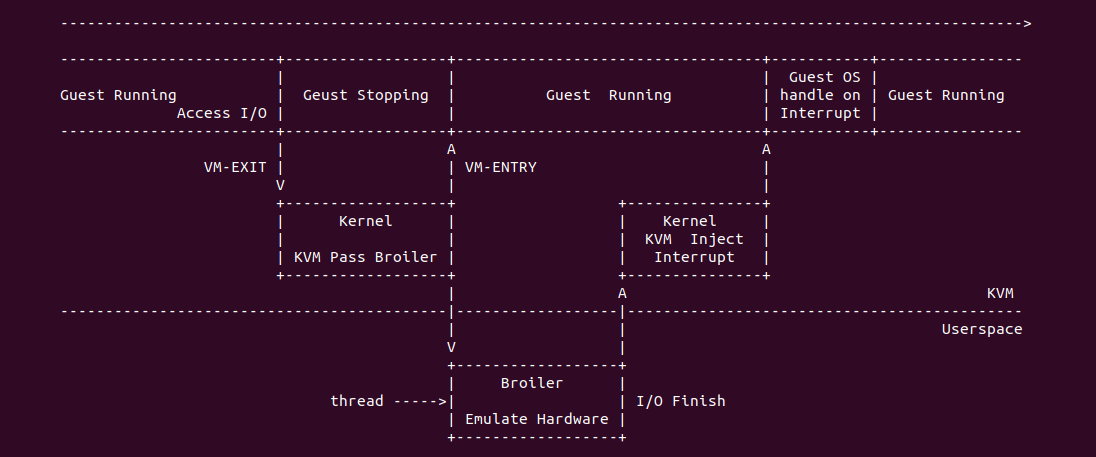 Guest OS
Guest Running Geust Stopping Guest Running handle on Guest Running
Access I/O Interrupt
A A
VM-EXIT VM-ENTRY
V
Kernel Kernel
KVM Inject
KVM Pass Broiler Interrupt
A KVM
Userspace
V
Broiler
thread -----> I/O Finish
Emulate Hardware